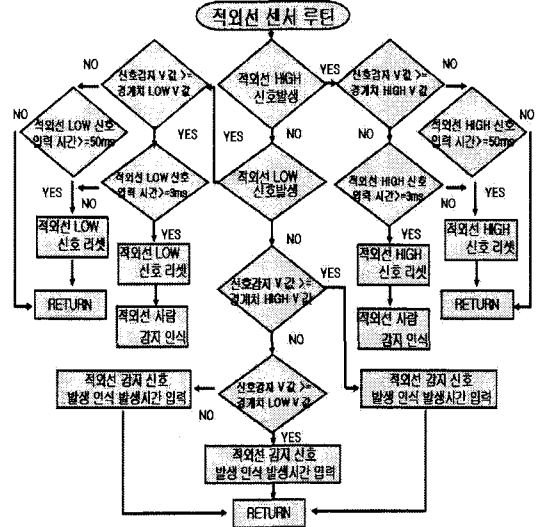 적외선 센서 루틴
NO
신호감지 V 값 >=
경계치 LOW V 값
적외선 HIGH
신호발생
YES
신호감지 V 값 >=
경계치 HIGH V 값
NO
NO
적외선 LOW 신호
입력 시간>=50ms
YES
YES
NO
NO
적외선 HIGH 신호
입력 시간>=50ms
NO
적외선 LOW 신호
입력 시간>=3ms
적외선 LOW
신호발생
적외선 HIGH 신호
입력 시간>=3ms
YES
NO
NO
YES
적외선 LOW
신호 리셋
YES
적외선 LOW
신호 리셋
NO
YES
적외선 HIGH
신호 리셋
적외선 HIGH
신호 리셋
RETURN
적외선 사람
감지 인식
신호감지 V 값 >=
경계치 HIGH V 값
YES
적외선 사람
감지 인식
RETURN
NO
적외선 감지 신호
발생 인식 발생시간 입력
NO
신호감지 V 값 >=
경계치 LOW V 값
적외선 감지 신호
발생 인식 발생시간 입력
YES
적외선 감지 신호
발생 인식 발생시간 입력
RETURN